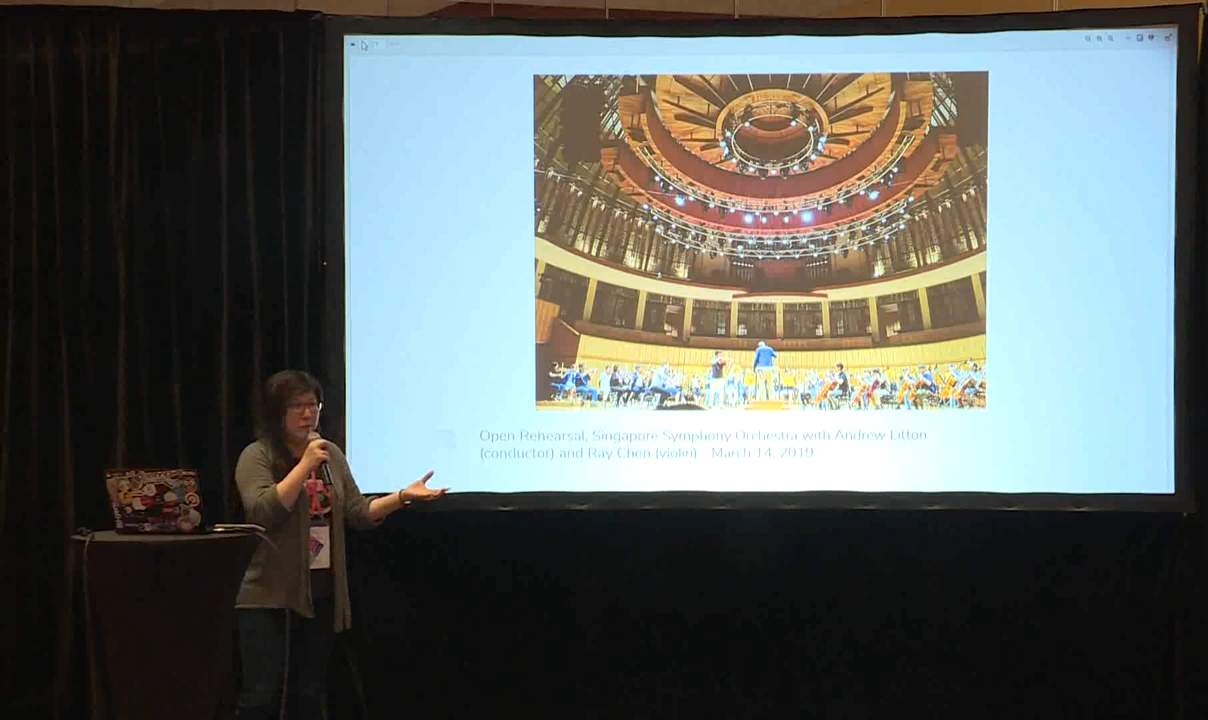 Open Rehearsal, Singapore Symphony Orchestra with Andrew Litton
(conductor) and Ray Chen (violin) March 14, 2019